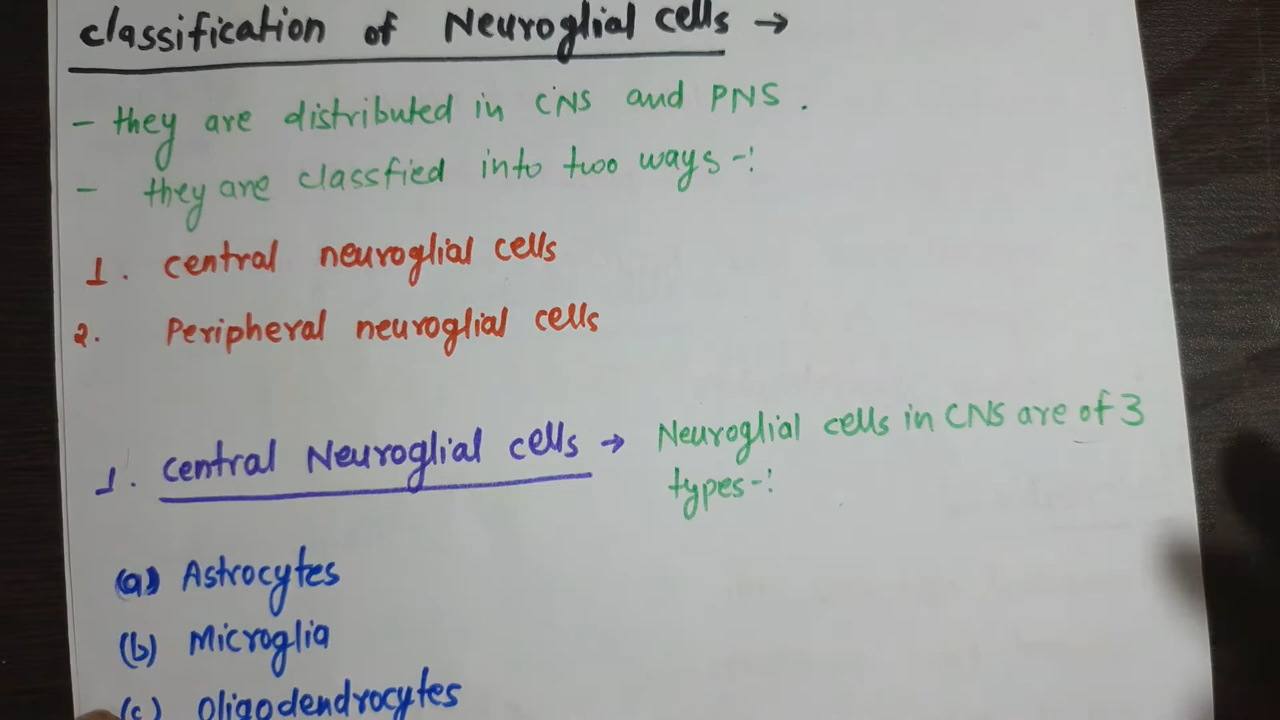 classification of Neuroglial cells →
- they are distributed in CNS and PNS .
- they are classfied into two ways -:
1. central neuroglial cells
2. Peripheral neuroglial cells
1. central Neuroglial cells → Neuroglial cells in CNS are of 3
types -:
(a) Astrocytes
(b) Microglia
(c) Oligodendrocytes